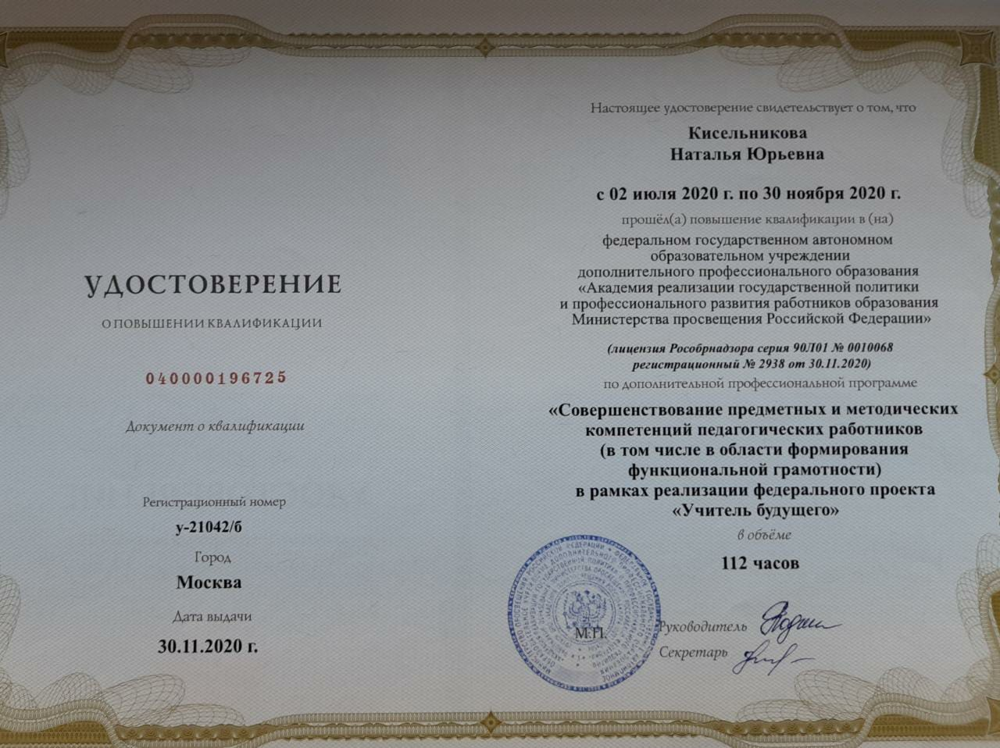 УДОСТОВЕРЕНИЕ
О ПОВЫШЕНИИ КВАЛИФИКАЦИИ
040000196725
Документ о квалификации
Регистрационный номер
у-21042/б
Город
Москва
Дата выдачи
30.11.2020 г.
Настоящее удостоверение свидетельствует о том, что
Кисельникова
Наталья Юрьевна
с 02 июля 2020 г. по 30 ноября 2020 г.
прошёл(а) повышение квалификации в (на)
федеральном государственном автономном
образовательном учреждении
дополнительного профессионального образования
«Академия реализации государственной политики
и профессионального развития работников образования
Министерства просвещения Российской Федерации»
(лицензия Рособрнадзора серия 90Л01 № 0010068
регистрационный № 2938 от 30.11.2020)
по дополнительной профессиональной программе
«Совершенствование предметных и методических
компетенций педагогических работников
(в том числе в области формирования
функциональной грамотности)
в рамках реализации федерального проекта
«Учитель будущего»
в объёме
112 часов
М.П.
Руководитель
Секретарь